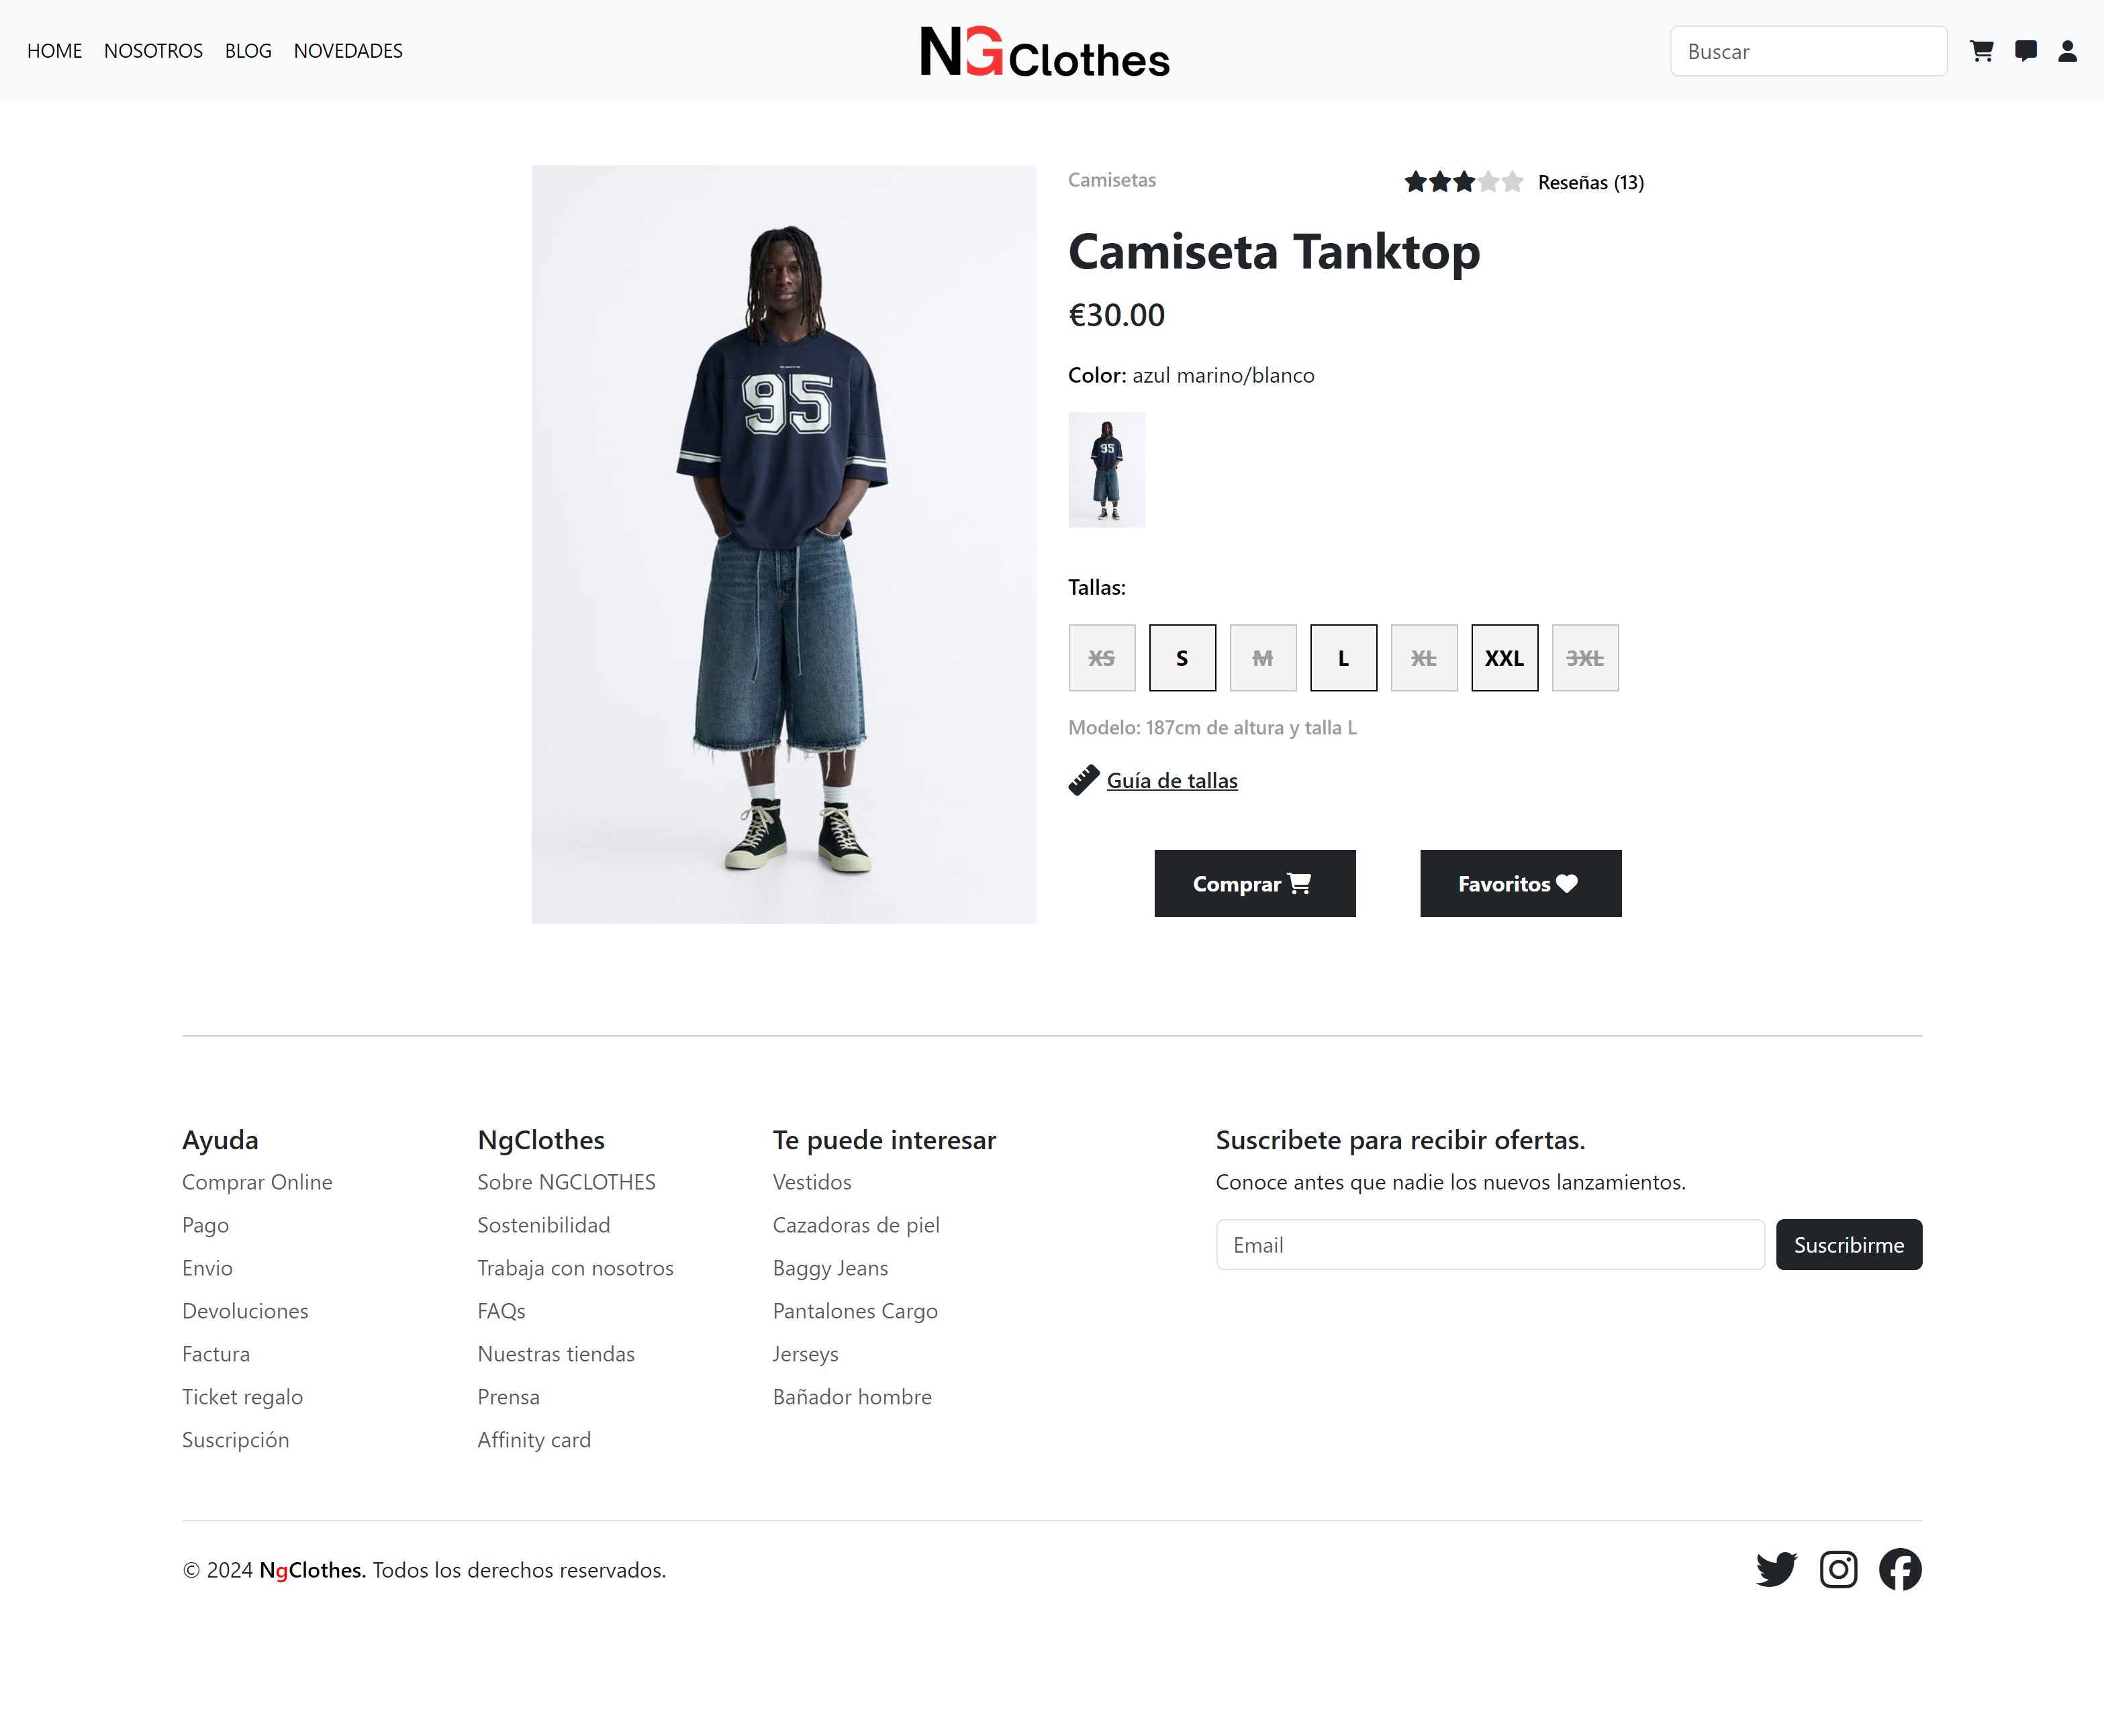 HOME NOSOTROS BLOG NOVEDADES
NG Clothes
Buscar
Camisetas
Reseñas (13)
Camiseta Tanktop
€30.00
Color: azul marino/blanco
95
95
Tallas:
XS S M L XL XXL 3XL
Modelo: 187cm de altura y talla L
Guía de tallas
Comprar
Favoritos
Ayuda
Comprar Online
Pago
Envio
Devoluciones
Factura
Ticket regalo
Suscripción
NgClothes
Sobre NGCLOTHES
Sostenibilidad
Trabaja con nosotros
FAQs
Nuestras tiendas
Prensa
Affinity card
Te puede interesar
Vestidos
Cazadoras de piel
Baggy Jeans
Pantalones Cargo
Jerseys
Bañador hombre
Suscribete para recibir ofertas.
Conoce antes que nadie los nuevos lanzamientos.
Email
Suscribirme
© 2024 NgClothes. Todos los derechos reservados.